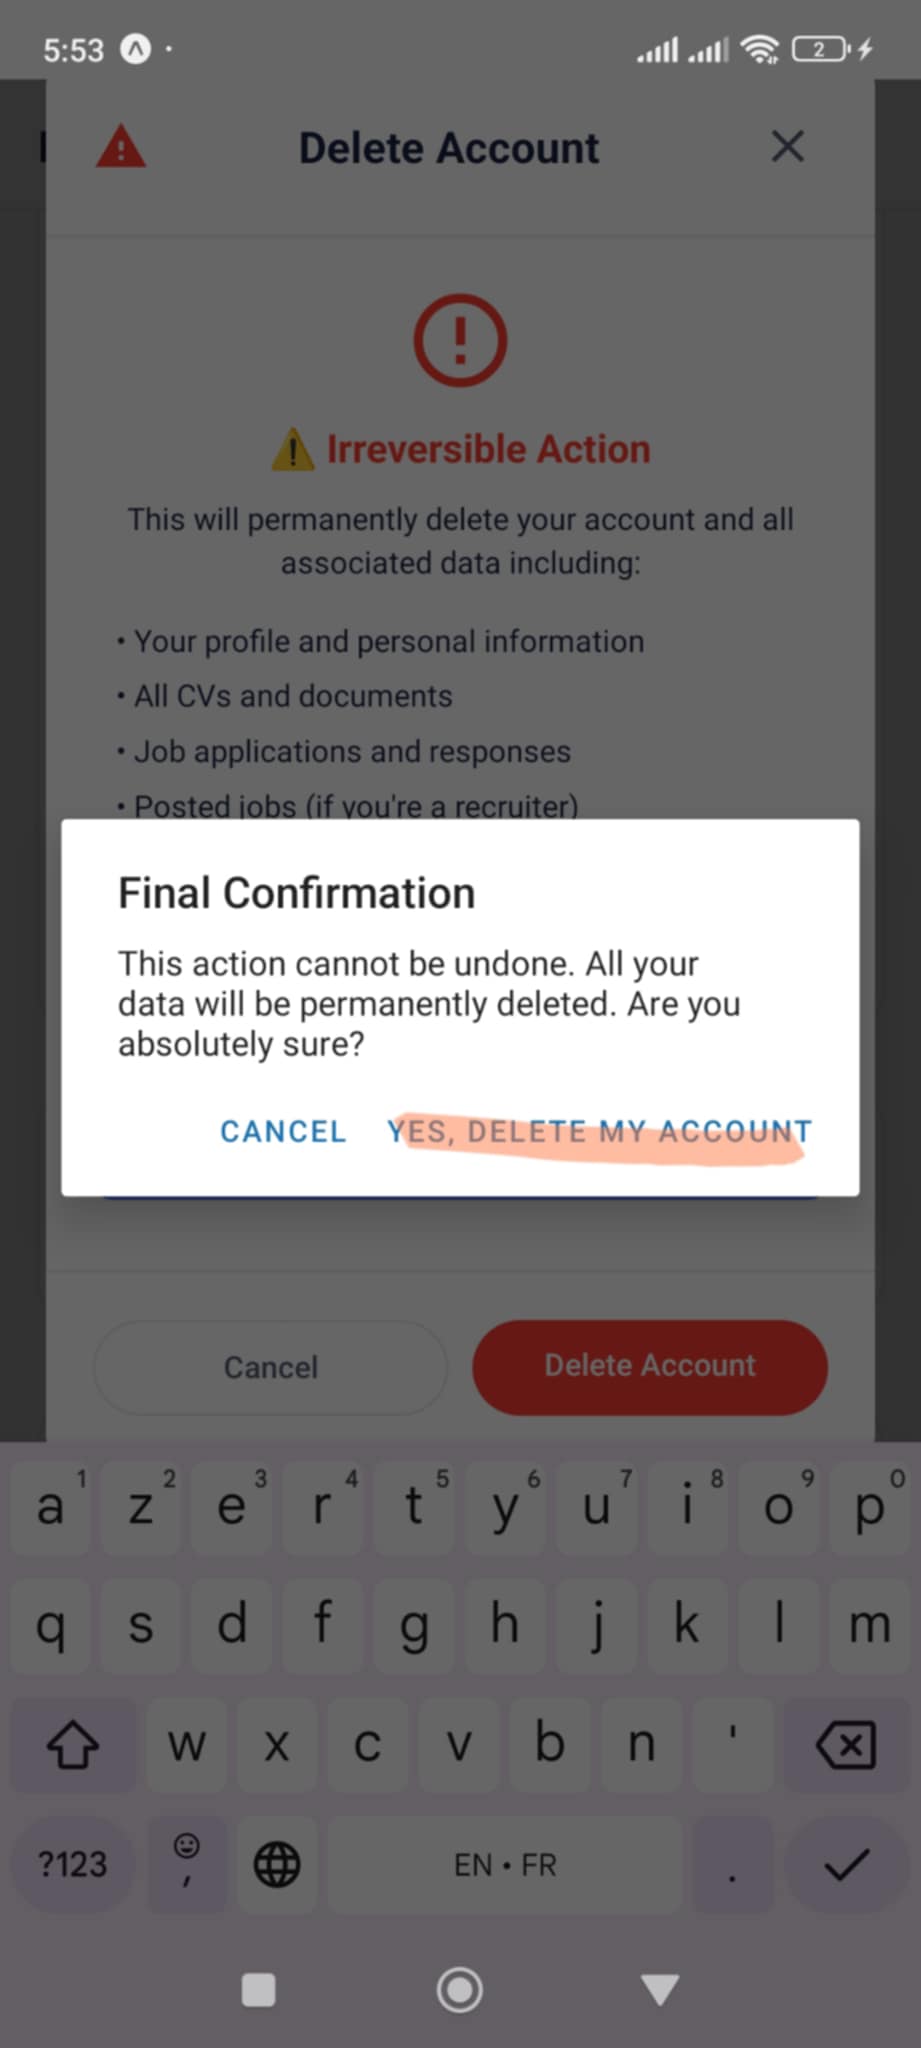 5:53
2
Delete Account
⚠️ Irreversible Action
This will permanently delete your account and all
associated data including:
• Your profile and personal information
• All CVs and documents
• Job applications and responses
• Posted jobs (if you're a recruiter)
Final Confirmation
This action cannot be undone. All your
data will be permanently deleted. Are you
absolutely sure?
CANCEL YES, DELETE MY ACCOUNT
Cancel Delete Account
a 1 z 2 e 3 r 4 t 5 y 6 u 7 i 8 o 9 p 0
q s d f g h j k l m
w x c v b n '
?123 , EN • FR .